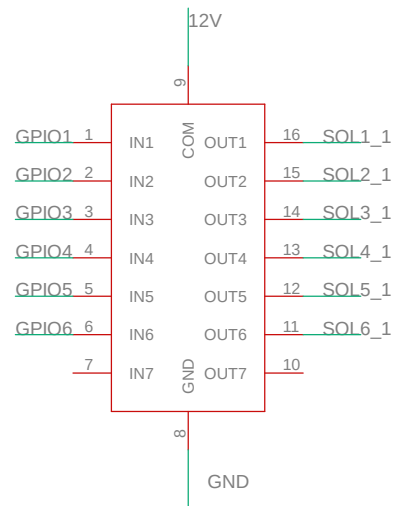 12V
9
COM
GPIO1 1 IN1 OUT1 16 SOL1_1
GPIO2 2 IN2 OUT2 15 SOL2_1
GPIO3 3 IN3 OUT3 14 SOL3_1
GPIO4 4 IN4 OUT4 13 SOL4_1
GPIO5 5 IN5 OUT5 12 SOL5_1
GPIO6 6 IN6 OUT6 11 SOL6_1
7 IN7 OUT7 10
GND
8
GND